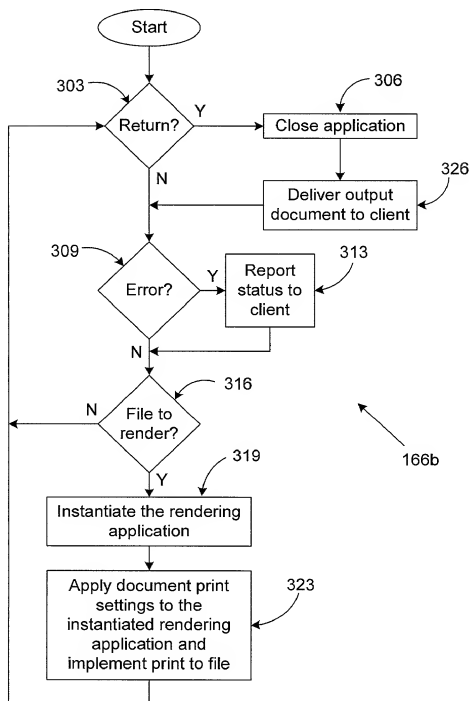 Start
303
Return?
Y
306
Close application
N
326
Deliver output
document to client
309
Error?
Y
313
Report
status to
client
N
316
N
File to
render?
Y
319
166b
Instantiate the rendering
application
323
Apply document print
settings to the
instantiated rendering
application and
implement print to file